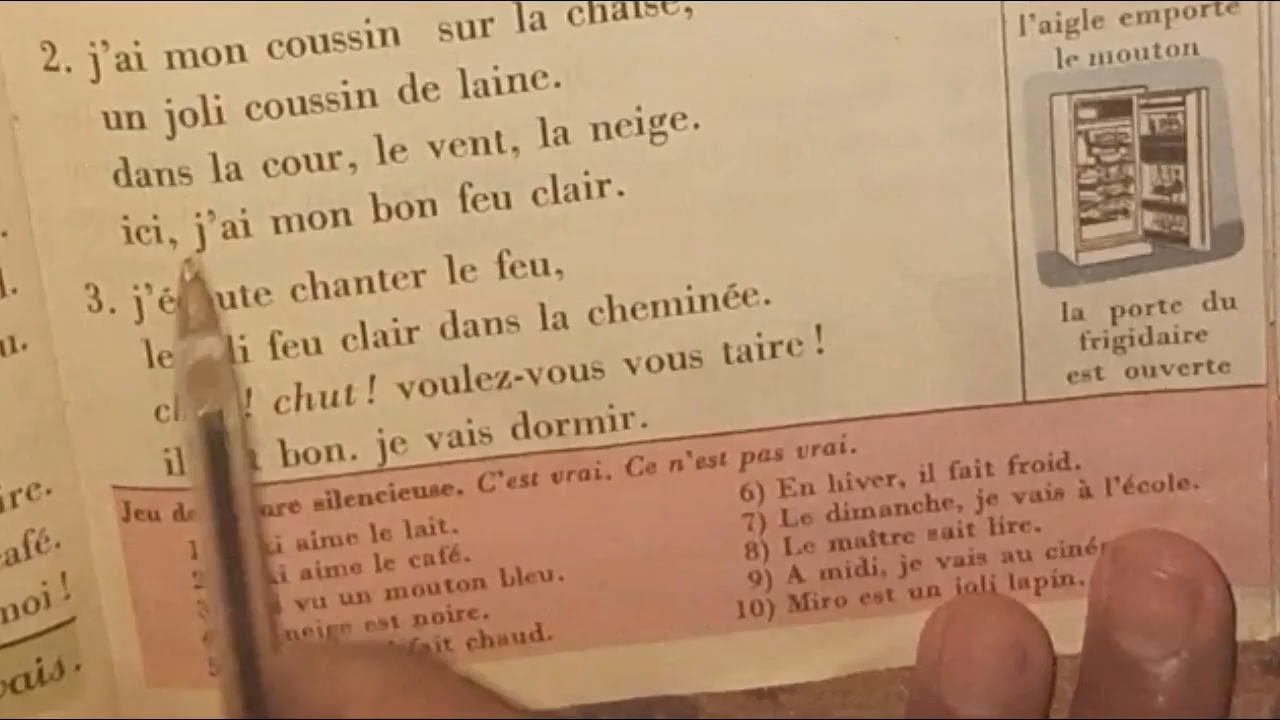 2. j'ai mon coussin sur la chaise,
un joli coussin de laine.
dans la cour, le vent, la neige.
ici, j'ai mon bon feu clair.
3. chanter le feu,
le feu clair dans la cheminée.
! chut ! voulez-vous vous taire !
il bon. je vais dormir.
l'aigle emporte
le mouton
la porte du
frigidaire
est ouverte
Jeu de silencieuse. C'est vrai. Ce n'est pas vrai.
1 aime le lait.
2 aime le café.
3 vu un mouton bleu.
neige est noire.
5 fait chaud.
6) En hiver, il fait froid.
7) Le dimanche, je vais à l'école.
8) Le maître sait lire.
9) A midi, je vais au
10) Miro est un joli lapin.
ire.
café.
moi !